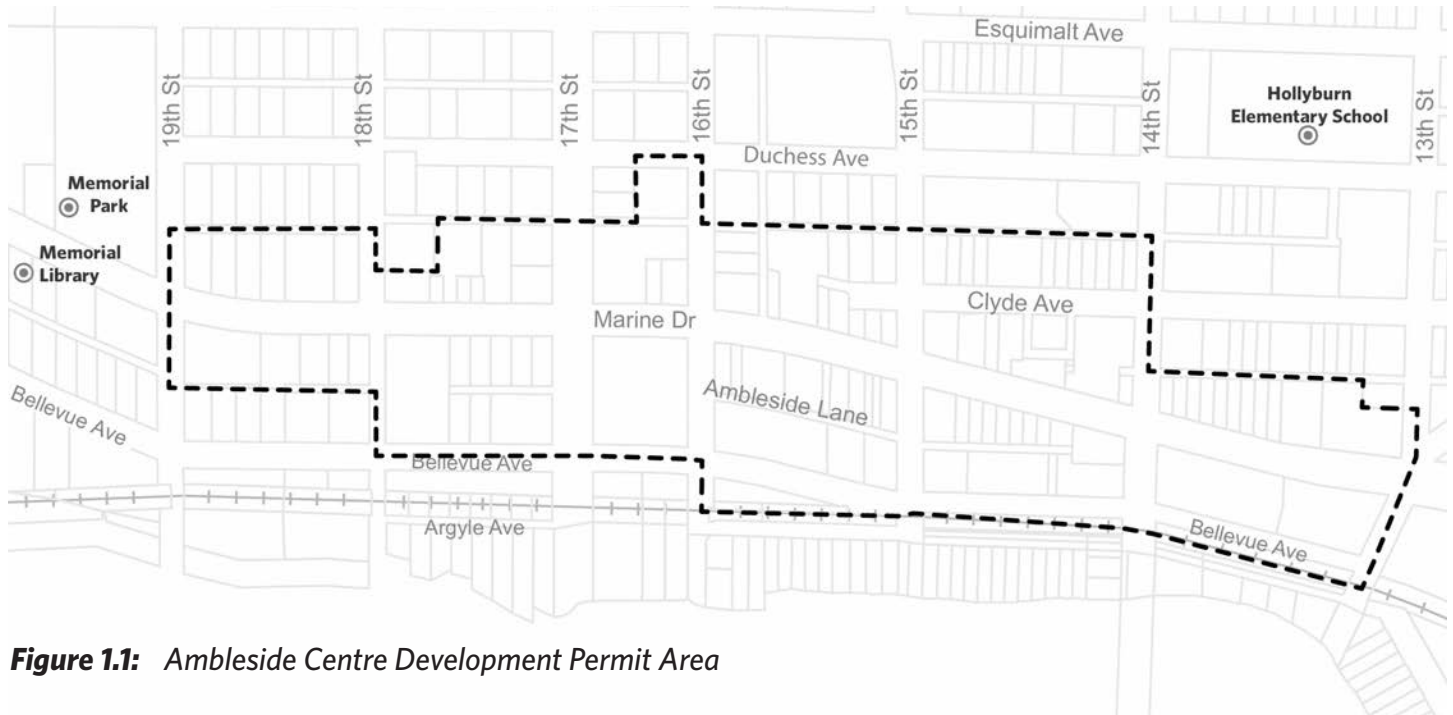 Esquimalt Ave
19th St
18th St
17th St
16th St
15th St
14th St
13th St
Hollyburn
Elementary School
Duchess Ave
Memorial
Park
Memorial
Library
Clyde Ave
Marine Dr
Ambleside Lane
Bellevue Ave
Bellevue Ave
Argyle Ave
Bellevue Ave
Figure 1.1: Ambleside Centre Development Permit Area